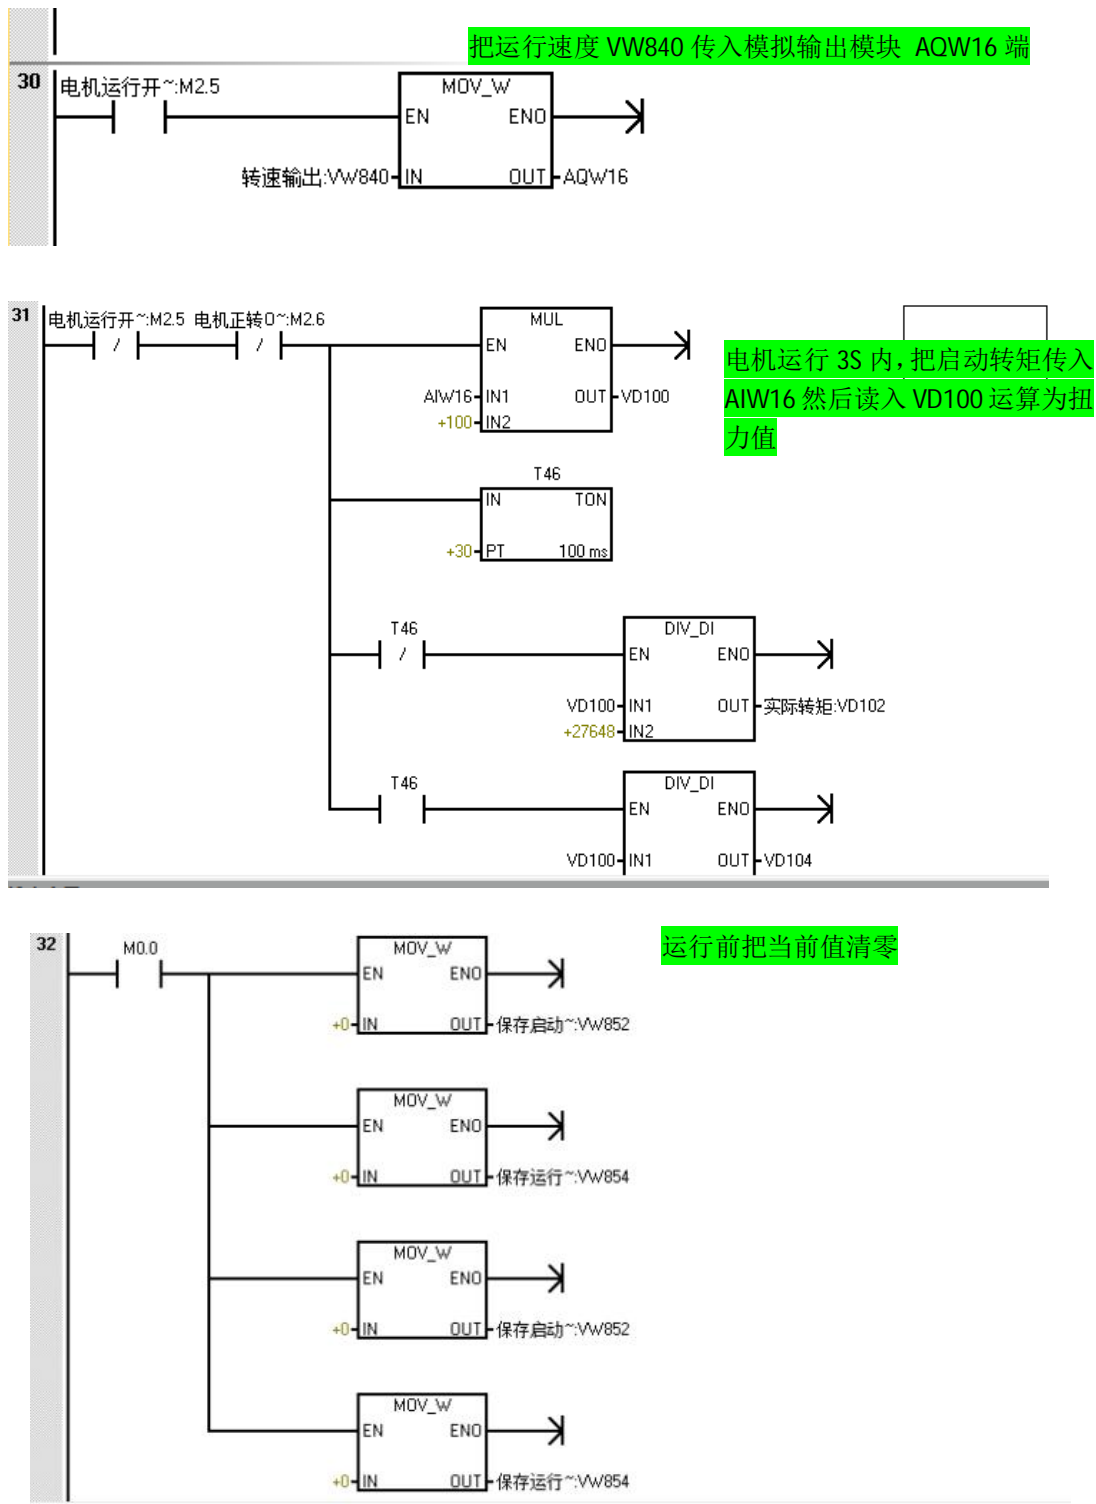 把运行速度 VW840 传入模拟输出模块 AQW16 端
30
电机运行开~:M2.5
MOV_W
EN ENO
转速输出:VW840 IN OUT AQW16
31
电机运行开~:M2.5 电机正转0~:M2.6
MUL
EN ENO
AIW16 IN1 OUT VD100
+100 IN2
电机运行 3S 内，把启动转矩传入
AIW16 然后读入 VD100 运算为扭
力值
T46
IN TON
+30 PT 100 ms
T46
DIV_DI
EN ENO
VD100 IN1 OUT 实际转矩:VD102
+27648 IN2
T46
DIV_DI
EN ENO
VD100 IN1 OUT VD104
32
M0.0
MOV_W
运行前把当前值清零
EN ENO
+0 IN OUT 保存启动~:VW852
MOV_W
EN ENO
+0 IN OUT 保存运行~:VW854
MOV_W
EN ENO
+0 IN OUT 保存启动~:VW852
MOV_W
EN ENO
+0 IN OUT 保存运行~:VW854